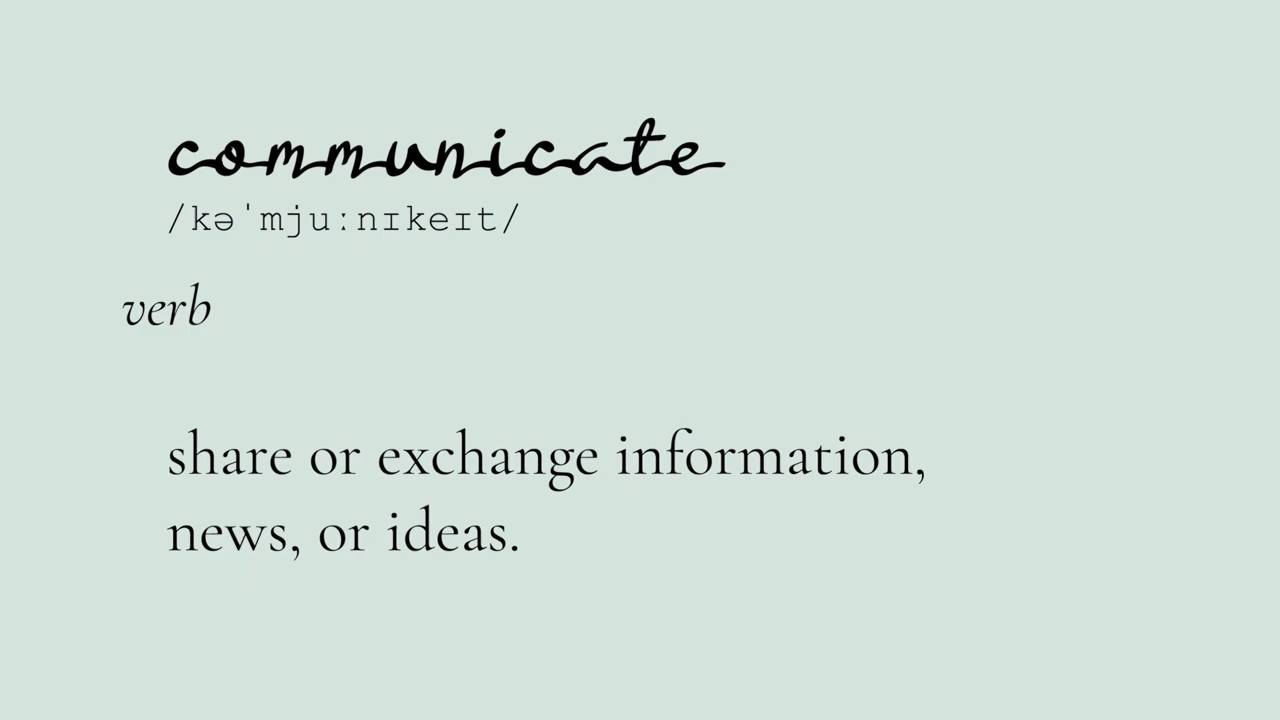 communicate
/kəˈmjuːnɪkeɪt/
verb
share or exchange information,
news, or ideas.